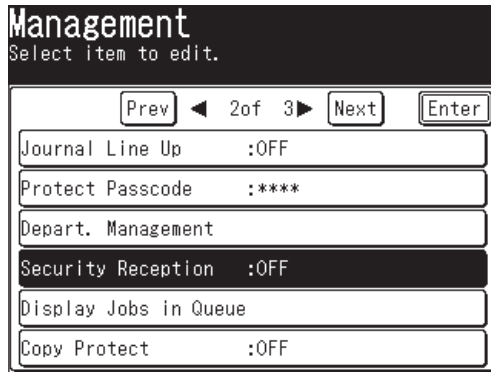 Management
Select item to edit.
Prev ◀ 2of 3▶ Next Enter
Journal Line Up :OFF
Protect Passcode :****
Depart. Management
Security Reception :OFF
Display Jobs in Queue
Copy Protect :OFF